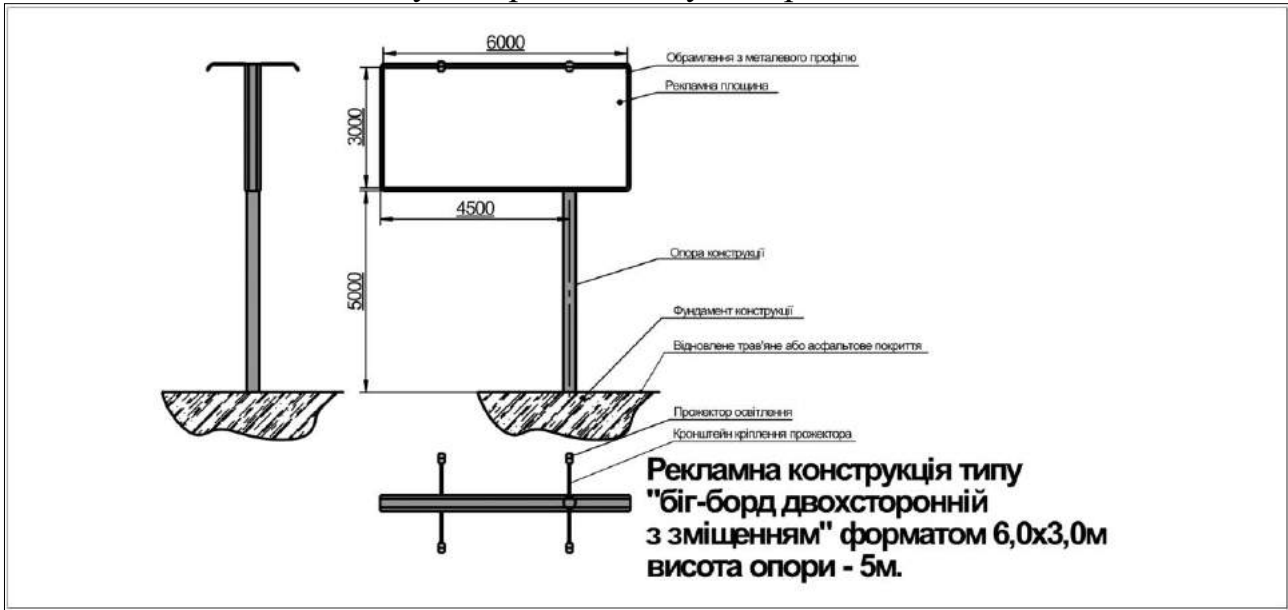 6000
Обрамлення з металевого профілю
Рекламна площина
3000
4500
Опора конструкції
5000
Фундамент конструкції
Відновлене трав'яне або асфальтове покриття
Прожектор освітлення
Кронштейн кріплення прожектора
Рекламна конструкція типу
"біг-борд двохсторонній
з зміщенням" форматом 6,0х3,0м
висота опори - 5м.